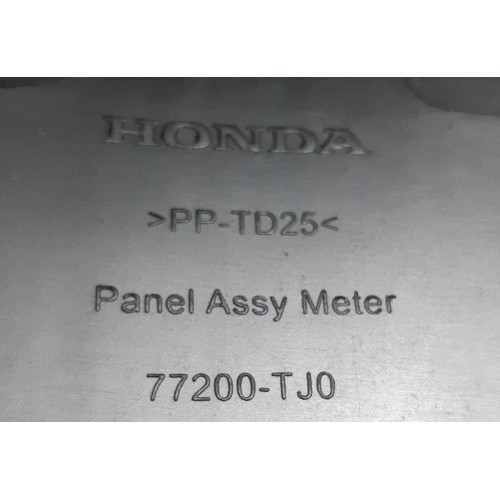 HONDA
>PP-TD25<
Panel Assy Meter
77200-TJ0